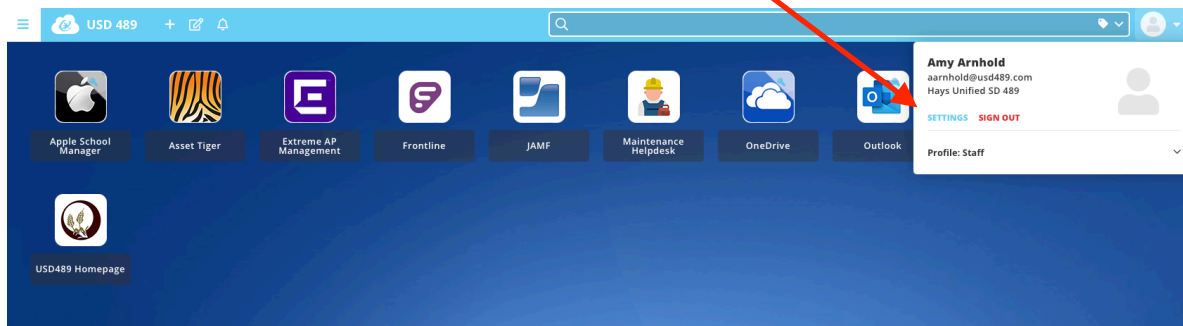 USD 489
Amy Arnhold
aarnhold@usd489.com
Hays Unified SD 489
SETTINGS SIGN OUT
Profile: Staff
Apple School
Manager
Asset Tiger
Extreme AP
Management
Frontline
JAMF
Maintenance
Helpdesk
OneDrive
Outlook
USD489 Homepage